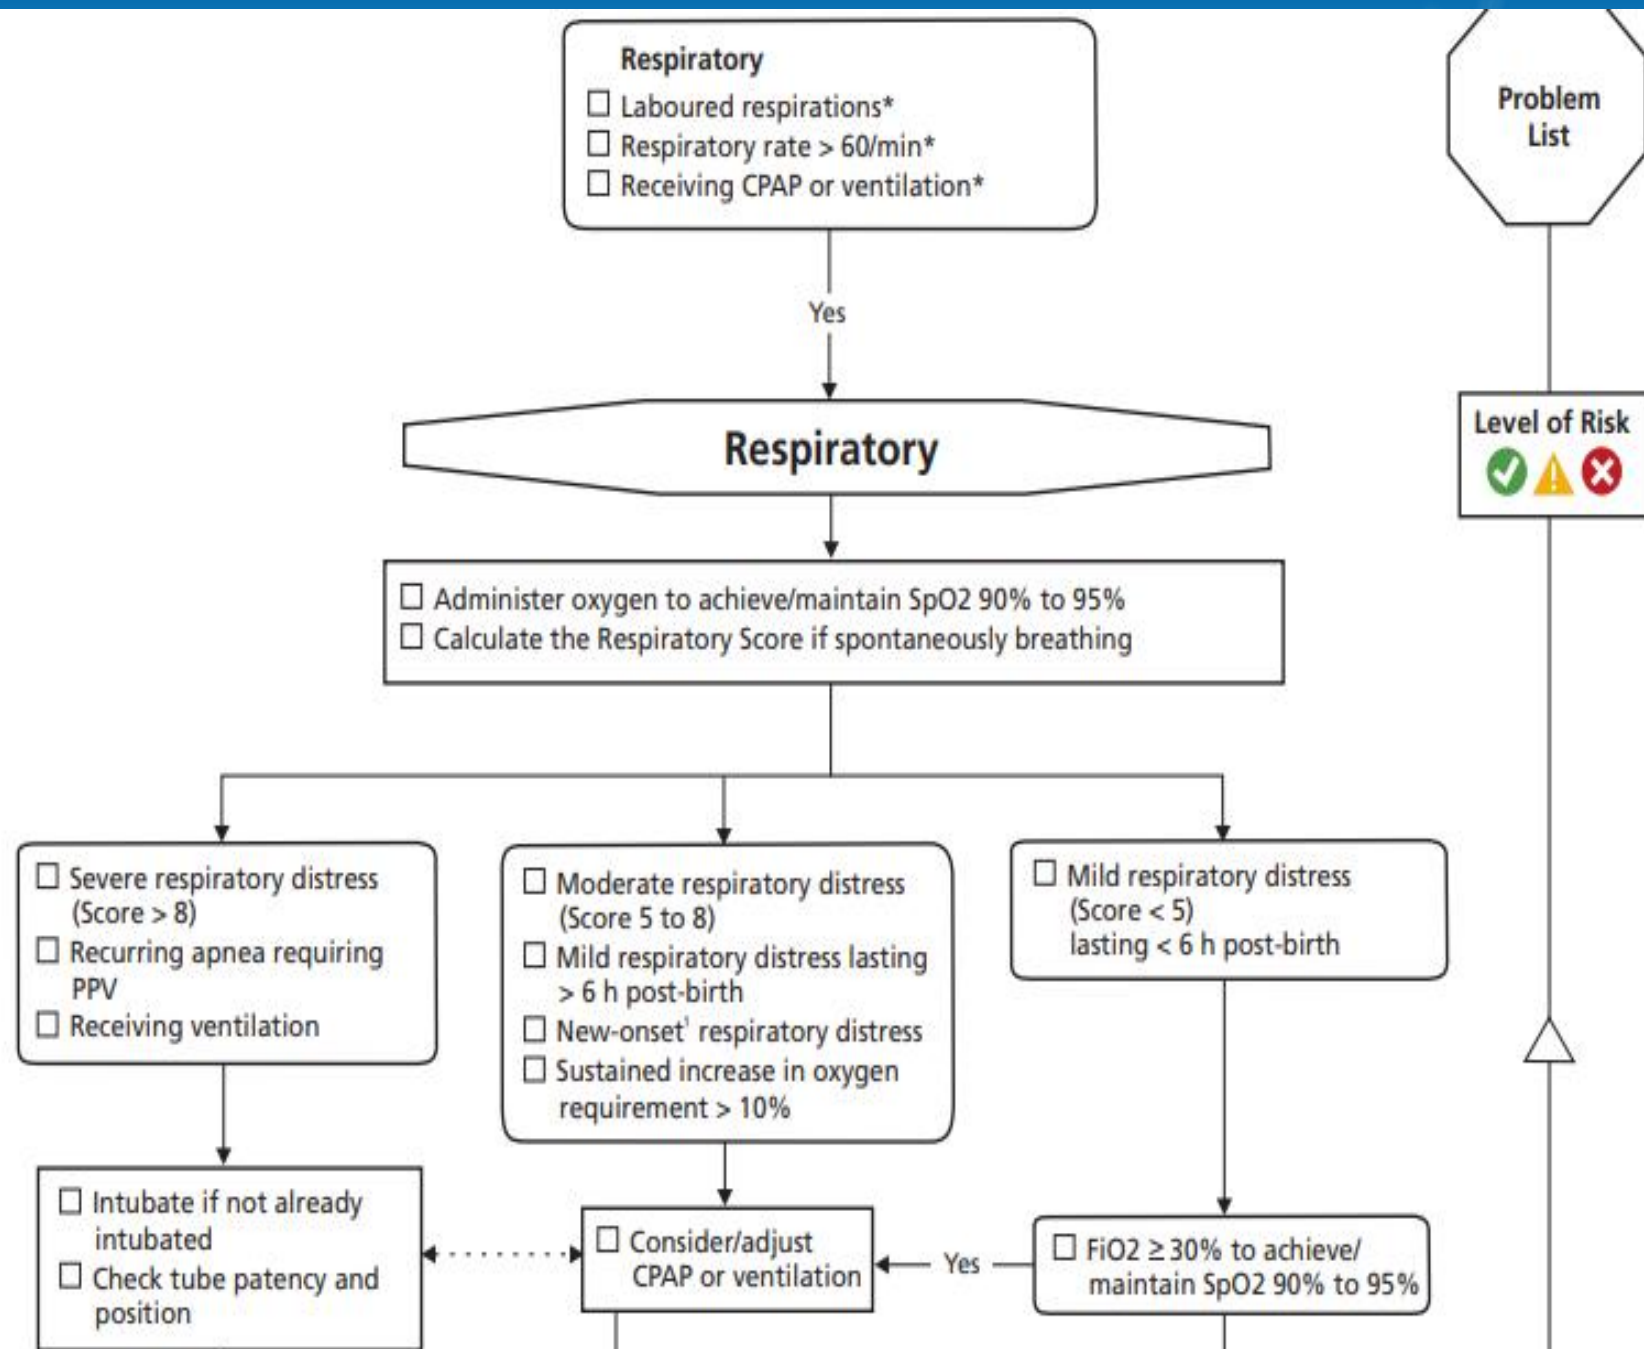 Respiratory
☐ Laboured respirations*
☐ Respiratory rate > 60/min*
☐ Receiving CPAP or ventilation*
Problem
List
Yes
Level of Risk
Respiratory
☐ Administer oxygen to achieve/maintain SpO2 90% to 95%
☐ Calculate the Respiratory Score if spontaneously breathing
☐ Severe respiratory distress
(Score > 8)
☐ Recurring apnea requiring
PPV
☐ Receiving ventilation
☐ Moderate respiratory distress
(Score 5 to 8)
☐ Mild respiratory distress lasting
> 6 h post-birth
☐ New-onset¹ respiratory distress
☐ Sustained increase in oxygen
requirement > 10%
☐ Mild respiratory distress
(Score < 5)
lasting < 6 h post-birth
☐ Intubate if not already
intubated
☐ Check tube patency and
position
☐ Consider/adjust
CPAP or ventilation
Yes
☐ FiO2 ≥ 30% to achieve/
maintain SpO2 90% to 95%